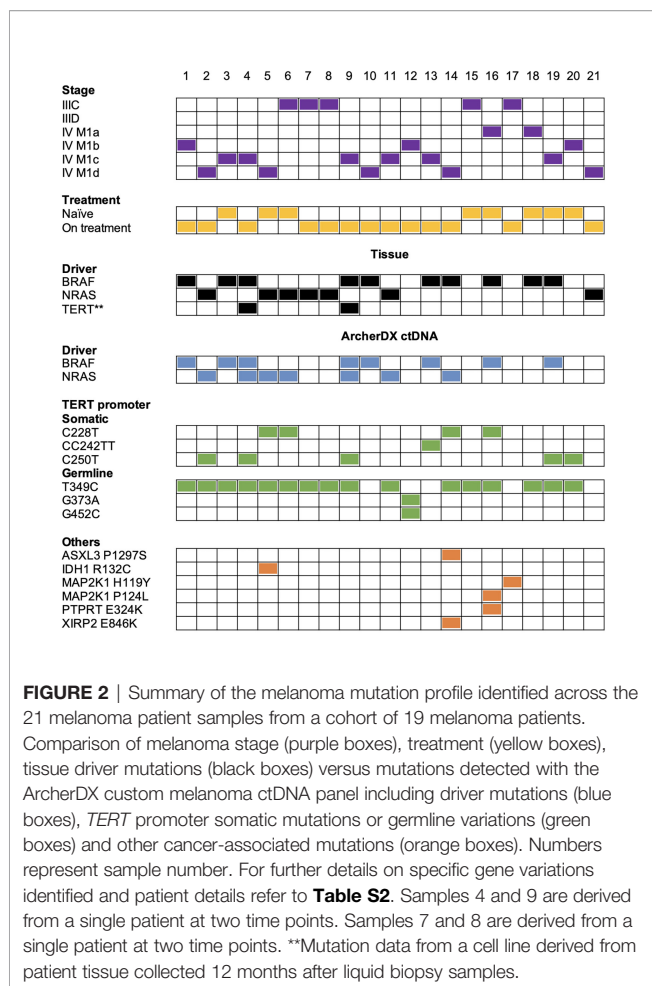 1 2 3 4 5 6 7 8 9 10 11 12 13 14 15 16 17 18 19 20 21
Stage
IIIC
IIID
IV M1a
IV M1b
IV M1c
IV M1d
Treatment
Naïve
On treatment
Tissue
Driver
BRAF
NRAS
TERT**
ArcherDX ctDNA
Driver
BRAF
NRAS
TERT promoter
Somatic
C228T
CC242TT
C250T
Germline
T349C
G373A
G452C
Others
ASXL3 P1297S
IDH1 R132C
MAP2K1 H119Y
MAP2K1 P124L
PTPRT E324K
XIRP2 E846K
FIGURE 2 | Summary of the melanoma mutation profile identified across the
21 melanoma patient samples from a cohort of 19 melanoma patients.
Comparison of melanoma stage (purple boxes), treatment (yellow boxes),
tissue driver mutations (black boxes) versus mutations detected with the
ArcherDX custom melanoma ctDNA panel including driver mutations (blue
boxes), TERT promoter somatic mutations or germline variations (green
boxes) and other cancer-associated mutations (orange boxes). Numbers
represent sample number. For further details on specific gene variations
identified and patient details refer to Table S2. Samples 4 and 9 are derived
from a single patient at two time points. Samples 7 and 8 are derived from a
single patient at two time points. **Mutation data from a cell line derived from
patient tissue collected 12 months after liquid biopsy samples.